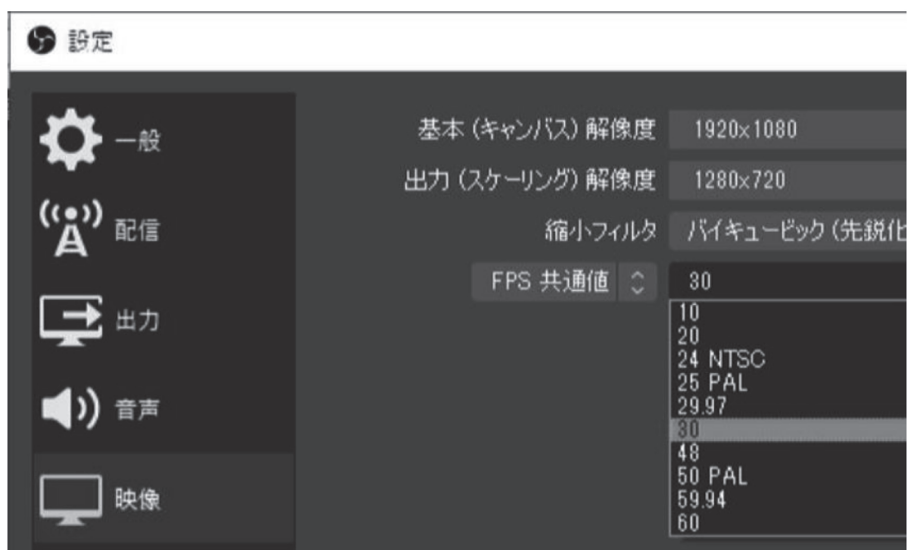 設定
一般
配信
出力
音声
映像
基本 (キャンバス) 解像度 1920x1080
出力 (スケーリング) 解像度 1280x720
縮小フィルタ バイキュービック (先鋭化
FPS 共通値 30
10
20
24 NTSC
25 PAL
29.97
30
48
50 PAL
59.94
60